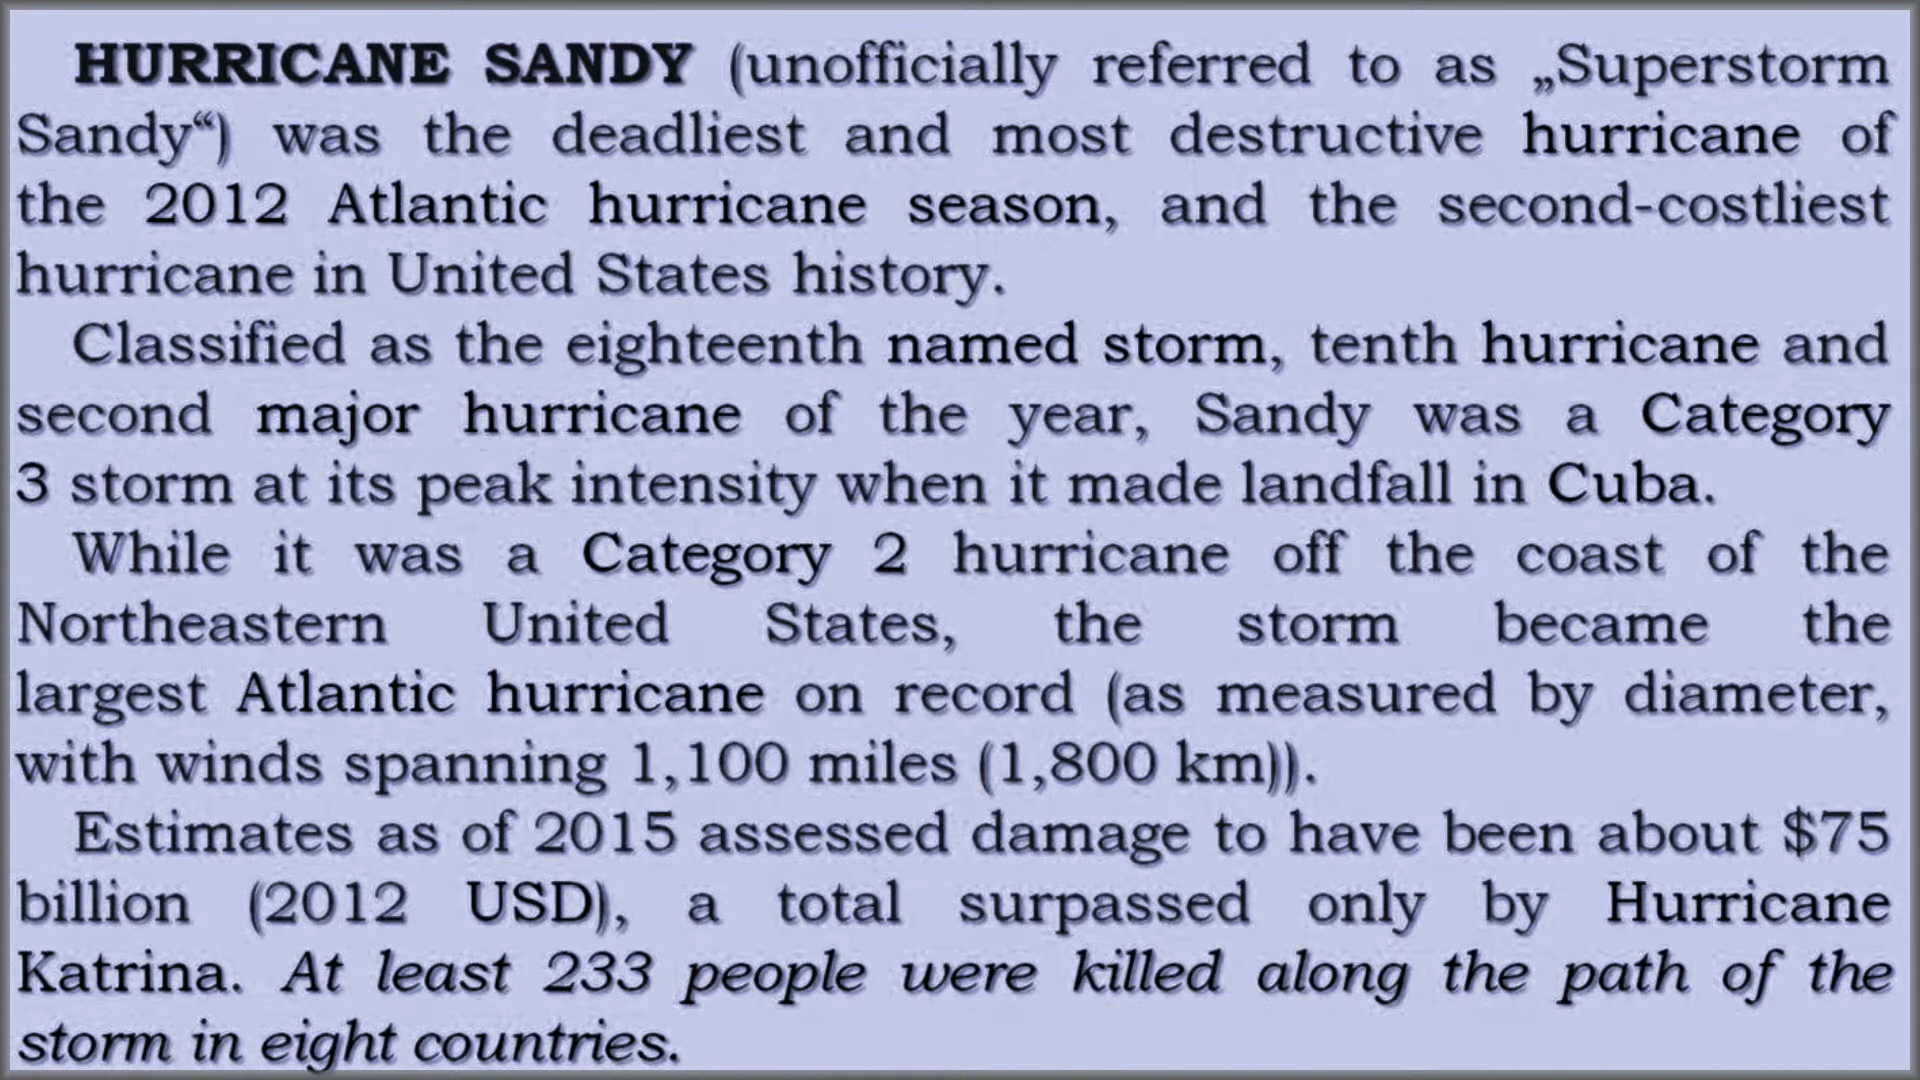 HURRICANE SANDY (unofficially referred to as „Superstorm
Sandy“) was the deadliest and most destructive hurricane of
the 2012 Atlantic hurricane season, and the second-costliest
hurricane in United States history.
Classified as the eighteenth named storm, tenth hurricane and
second major hurricane of the year, Sandy was a Category
3 storm at its peak intensity when it made landfall in Cuba.
While it was a Category 2 hurricane off the coast of the
Northeastern United States, the storm became the
largest Atlantic hurricane on record (as measured by diameter,
with winds spanning 1,100 miles (1,800 km)).
Estimates as of 2015 assessed damage to have been about $75
billion (2012 USD), a total surpassed only by Hurricane
Katrina. At least 233 people were killed along the path of the
storm in eight countries.